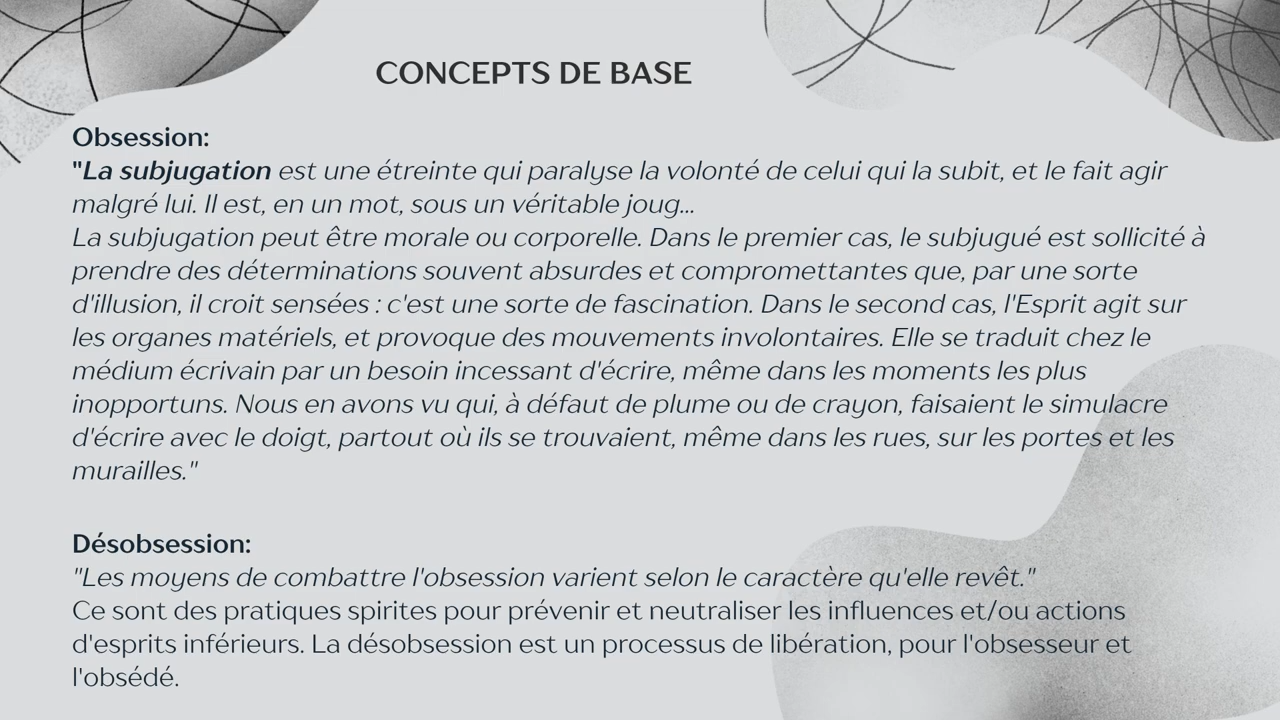 CONCEPTS DE BASE
Obsession:
"La subjugation est une étreinte qui paralyse la volonté de celui qui la subit, et le fait agir
malgré lui. Il est, en un mot, sous un véritable joug...
La subjugation peut être morale ou corporelle. Dans le premier cas, le subjugué est sollicité à
prendre des déterminations souvent absurdes et compromettantes que, par une sorte
d'illusion, il croit sensées : c'est une sorte de fascination. Dans le second cas, l'Esprit agit sur
les organes matériels, et provoque des mouvements involontaires. Elle se traduit chez le
médium écrivain par un besoin incessant d'écrire, même dans les moments les plus
inopportuns. Nous en avons vu qui, à défaut de plume ou de crayon, faisaient le simulacre
d'écrire avec le doigt, partout où ils se trouvaient, même dans les rues, sur les portes et les
murailles."
Désobsession:
"Les moyens de combattre l'obsession varient selon le caractère qu'elle revêt."
Ce sont des pratiques spirites pour prévenir et neutraliser les influences et/ou actions
d'esprits inférieurs. La désobsession est un processus de libération, pour l'obsesseur et
l'obsédé.